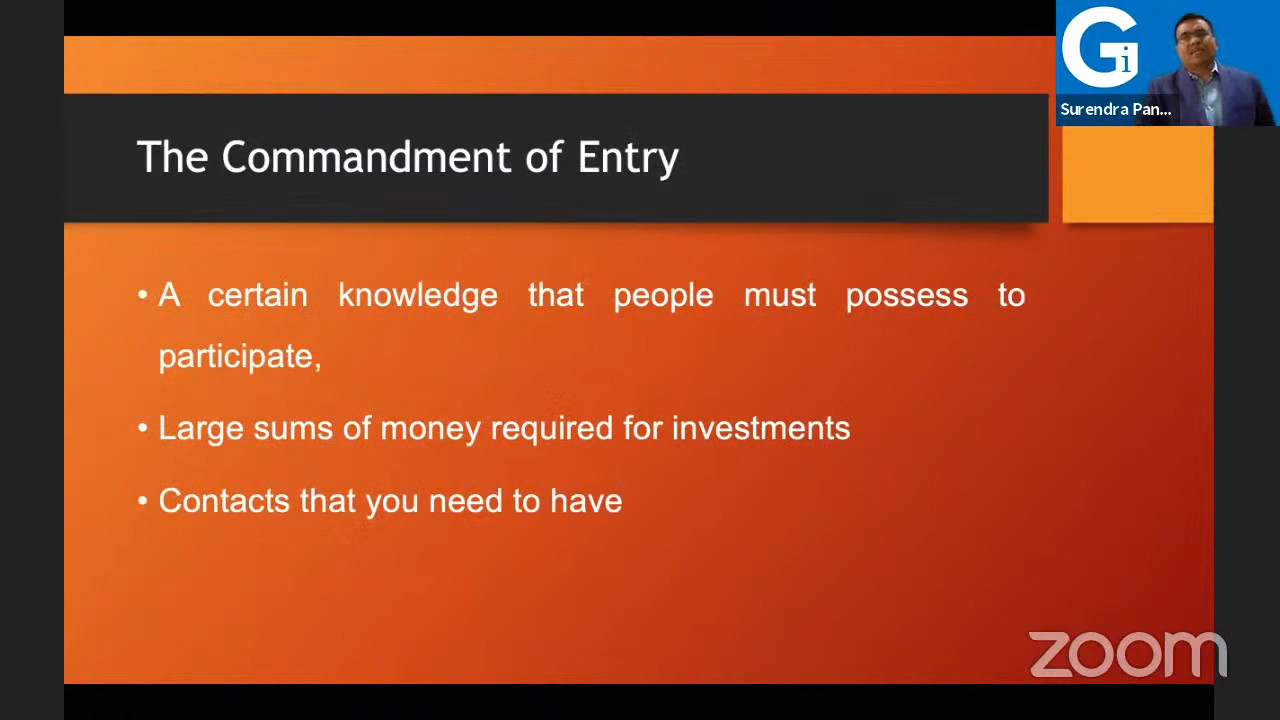 Gi
Surendra Pan...
The Commandment of Entry
• A certain knowledge that people must possess to
participate,
• Large sums of money required for investments
• Contacts that you need to have
zoom